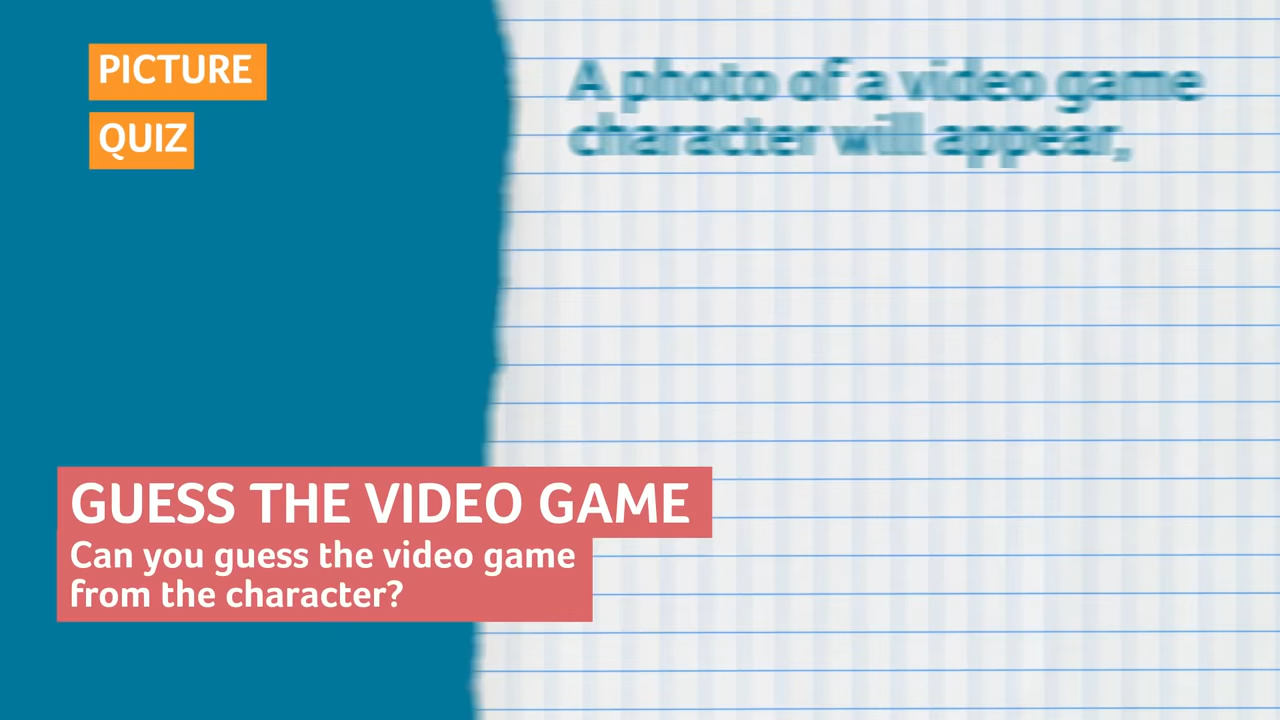 PICTURE
QUIZ
A photo of a video game
character will appear,
GUESS THE VIDEO GAME
Can you guess the video game
from the character?